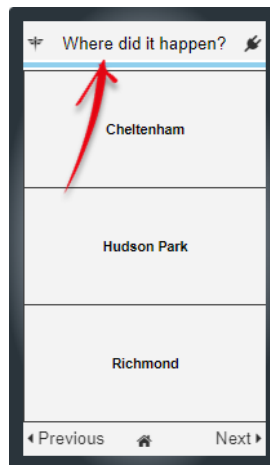 Where did it happen?
Cheltenham
Hudson Park
Richmond
Previous Next